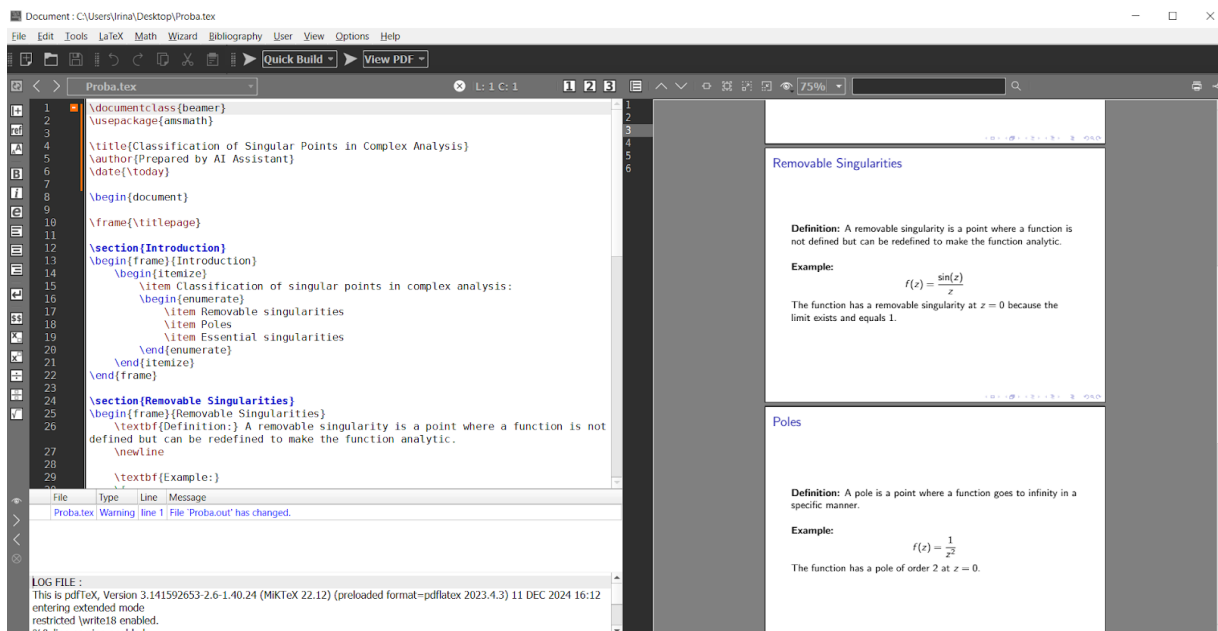 Document : C:\Users\Irina\Desktop\Proba.tex
File Edit Tools LaTeX Math Wizard Bibliography User View Options Help
Quick Build View PDF
Proba.tex L: 1 C: 1 1 2 3 75%
1 \documentclass{beamer}
2 \usepackage{amsmath}
3
4 \title{Classification of Singular Points in Complex Analysis}
5 \author{Prepared by AI Assistant}
6 \date{\today}
7
8 \begin{document}
9
10 \frame{\titlepage}
11
12 \section{Introduction}
13 \begin{frame}{Introduction}
14 \begin{itemize}
15 \item Classification of singular points in complex analysis:
16 \begin{enumerate}
17 \item Removable singularities
18 \item Poles
19 \item Essential singularities
20 \end{enumerate}
21 \end{itemize}
22 \end{frame}
23
24 \section{Removable Singularities}
25 \begin{frame}{Removable Singularities}
26 \textbf{Definition:} A removable singularity is a point where a function is not
defined but can be redefined to make the function analytic.
27 \newline
28
29 \textbf{Example:}
File Type Line Message
Proba.tex Warning line 1 File 'Proba.out' has changed.
LOG FILE :
This is pdfTeX, Version 3.141592653-2.6-1.40.24 (MiKTeX 22.12) (preloaded format=pdflatex 2023.4.3) 11 DEC 2024 16:12
entering extended mode
restricted \write18 enabled.
1
2
3
4
5
6
Removable Singularities
Definition: A removable singularity is a point where a function is
not defined but can be redefined to make the function analytic.
Example:
f(z) = sin(z)/z
The function has a removable singularity at z = 0 because the
limit exists and equals 1.
Poles
Definition: A pole is a point where a function goes to infinity in a
specific manner.
Example:
f(z) = 1/z²
The function has a pole of order 2 at z = 0.